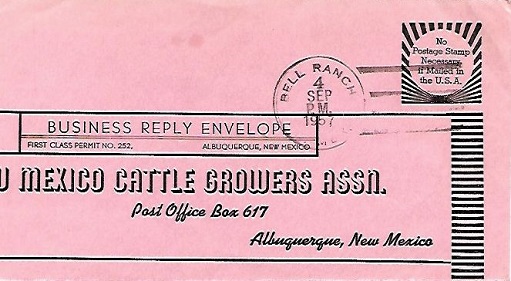 No
Postage Stamp
Necessary
if Mailed in
the U.S.A.
BELL RANCH
4
SEP
P.M.
1957
BUSINESS REPLY ENVELOPE
FIRST CLASS PERMIT NO. 252, ALBUQUERQUE, NEW MEXICO
MEXICO CATTLE GROWERS ASSN.
Post Office Box 617
Albuquerque, New Mexico